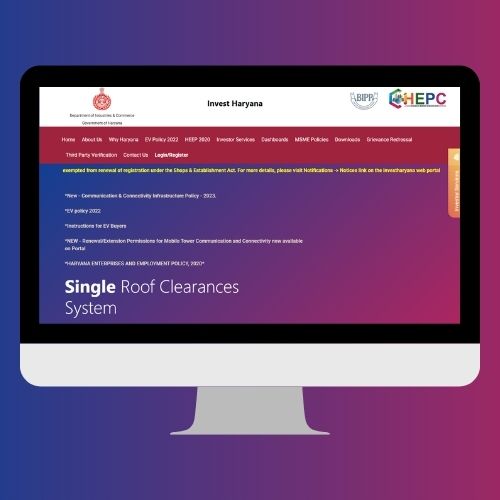 Department of Industries & Commerce
Government of Haryana
Invest Haryana
BIPP
HEPC
Home About Us Why Haryana EV Policy 2022 HEEP 2020 Investor Services Dashboards MSME Policies Downloads Grievance Redressal
Third Party Verification Contact Us Login/Register
exempted from renewal of registration under the Shops & Establishment Act. For more details, please visit Notifications -> Notices link on the investharyana web portal
Investor Services
*New - Communication & Connectivity Infrastructure Policy - 2023.
*EV policy 2022
*Instructions for EV Buyers
*NEW - Renewal/Extension Permissions for Mobile Tower Communication and Connectivity now available
on Portal
*HARYANA ENTERPRISES AND EMPLOYMENT POLICY, 2020*
Single Roof Clearances
System